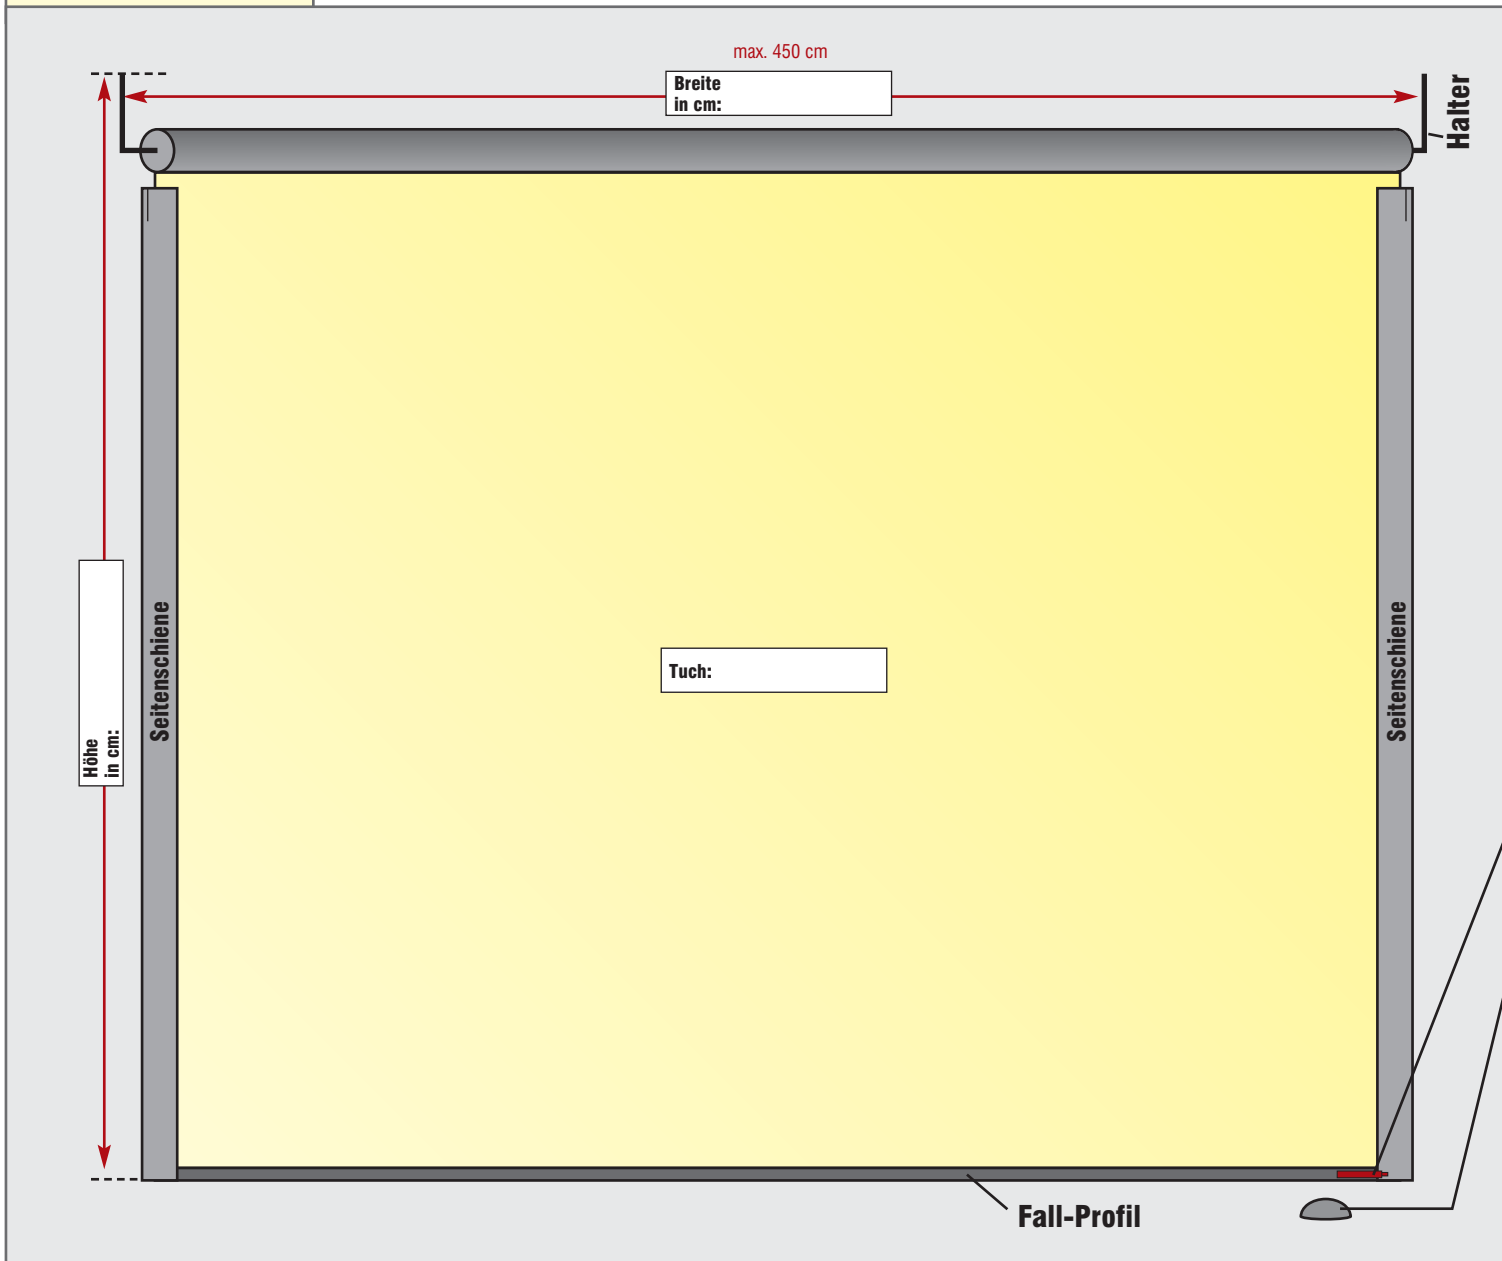 max. 450 cm
Breite
in cm:
Halter
Höhe
in cm:
Seitenschiene
Tuch:
Seitenschiene
Fall-Profil